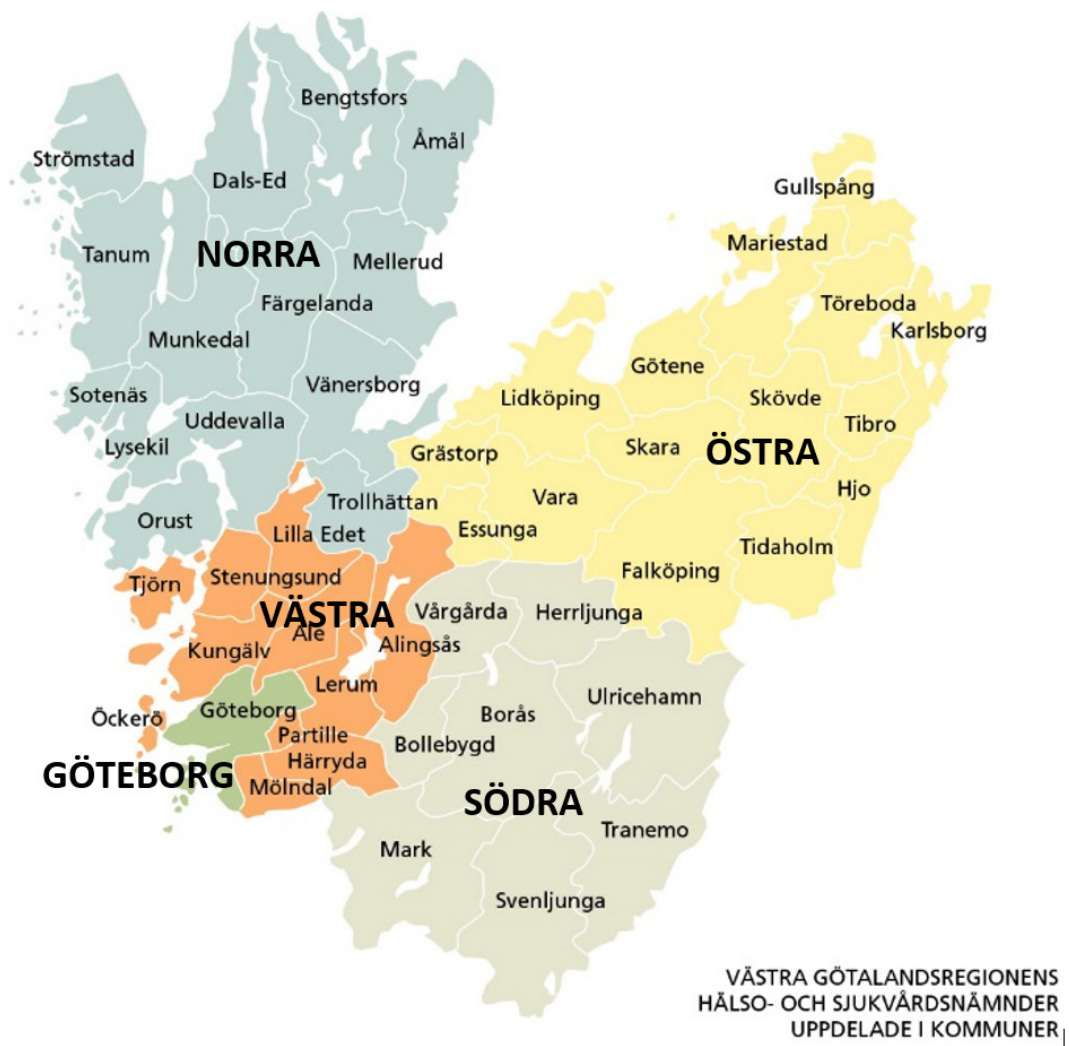 Bengtsfors
Åmål
Strömstad
Dals-Ed
Gullspång
Tanum
NORRA
Mellerud
Mariestad
Färgelanda
Töreboda
Karlsborg
Munkedal
Götene
Sotenäs
Vänersborg
Lidköping
Skövde
Uddevalla
Tibro
Lysekil
Grästorp
Skara
ÖSTRA
Hjo
Vara
Trollhättan
Orust
Essunga
Lilla Edet
Tidaholm
Tjörn
Stenungsund
Falköping
VÄSTRA
Vårgårda
Herrljunga
Ale
Kungälv
Alingsås
Lerum
Ulricehamn
Göteborg
Öckerö
Borås
Partille
Bollebygd
Härryda
GÖTEBORG
Mölndal
SÖDRA
Tranemo
Mark
Svenljunga
VÄSTRA GÖTALANDSREGIONENS
HÄLSO- OCH SJUKVÅRDSNÄMNDER
UPPDELADE I KOMMUNER